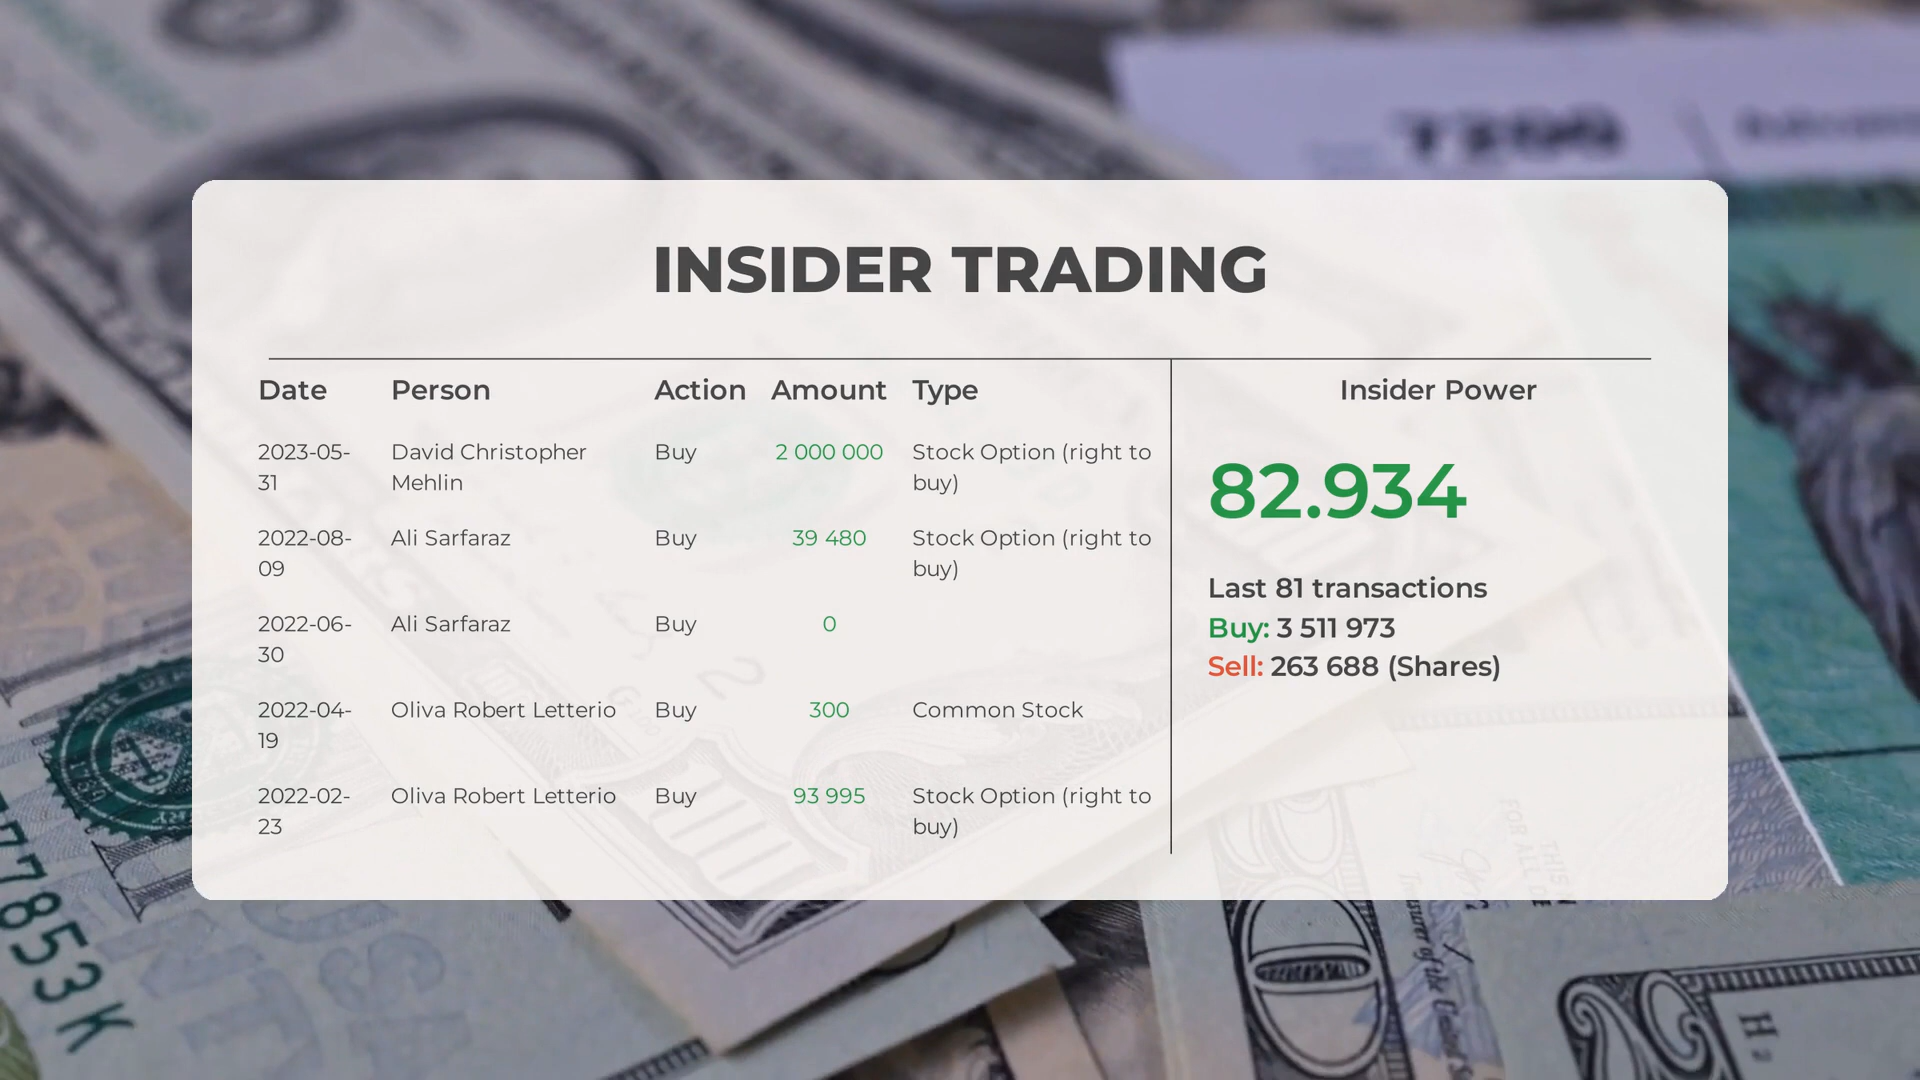 INSIDER TRADING
Date Person Action Amount Type
2023-05-
31
David Christopher
Mehlin
Buy
2 000 000
Stock Option (right to
buy)
2022-08-
09
Ali Sarfaraz
Buy
39 480
Stock Option (right to
buy)
2022-06-
30
Ali Sarfaraz
Buy
0
2022-04-
19
Oliva Robert Letterio
Buy
300
Common Stock
2022-02-
23
Oliva Robert Letterio
Buy
93 995
Stock Option (right to
buy)
Insider Power
82.934
Last 81 transactions
Buy: 3 511 973
Sell: 263 688 (Shares)
77853K